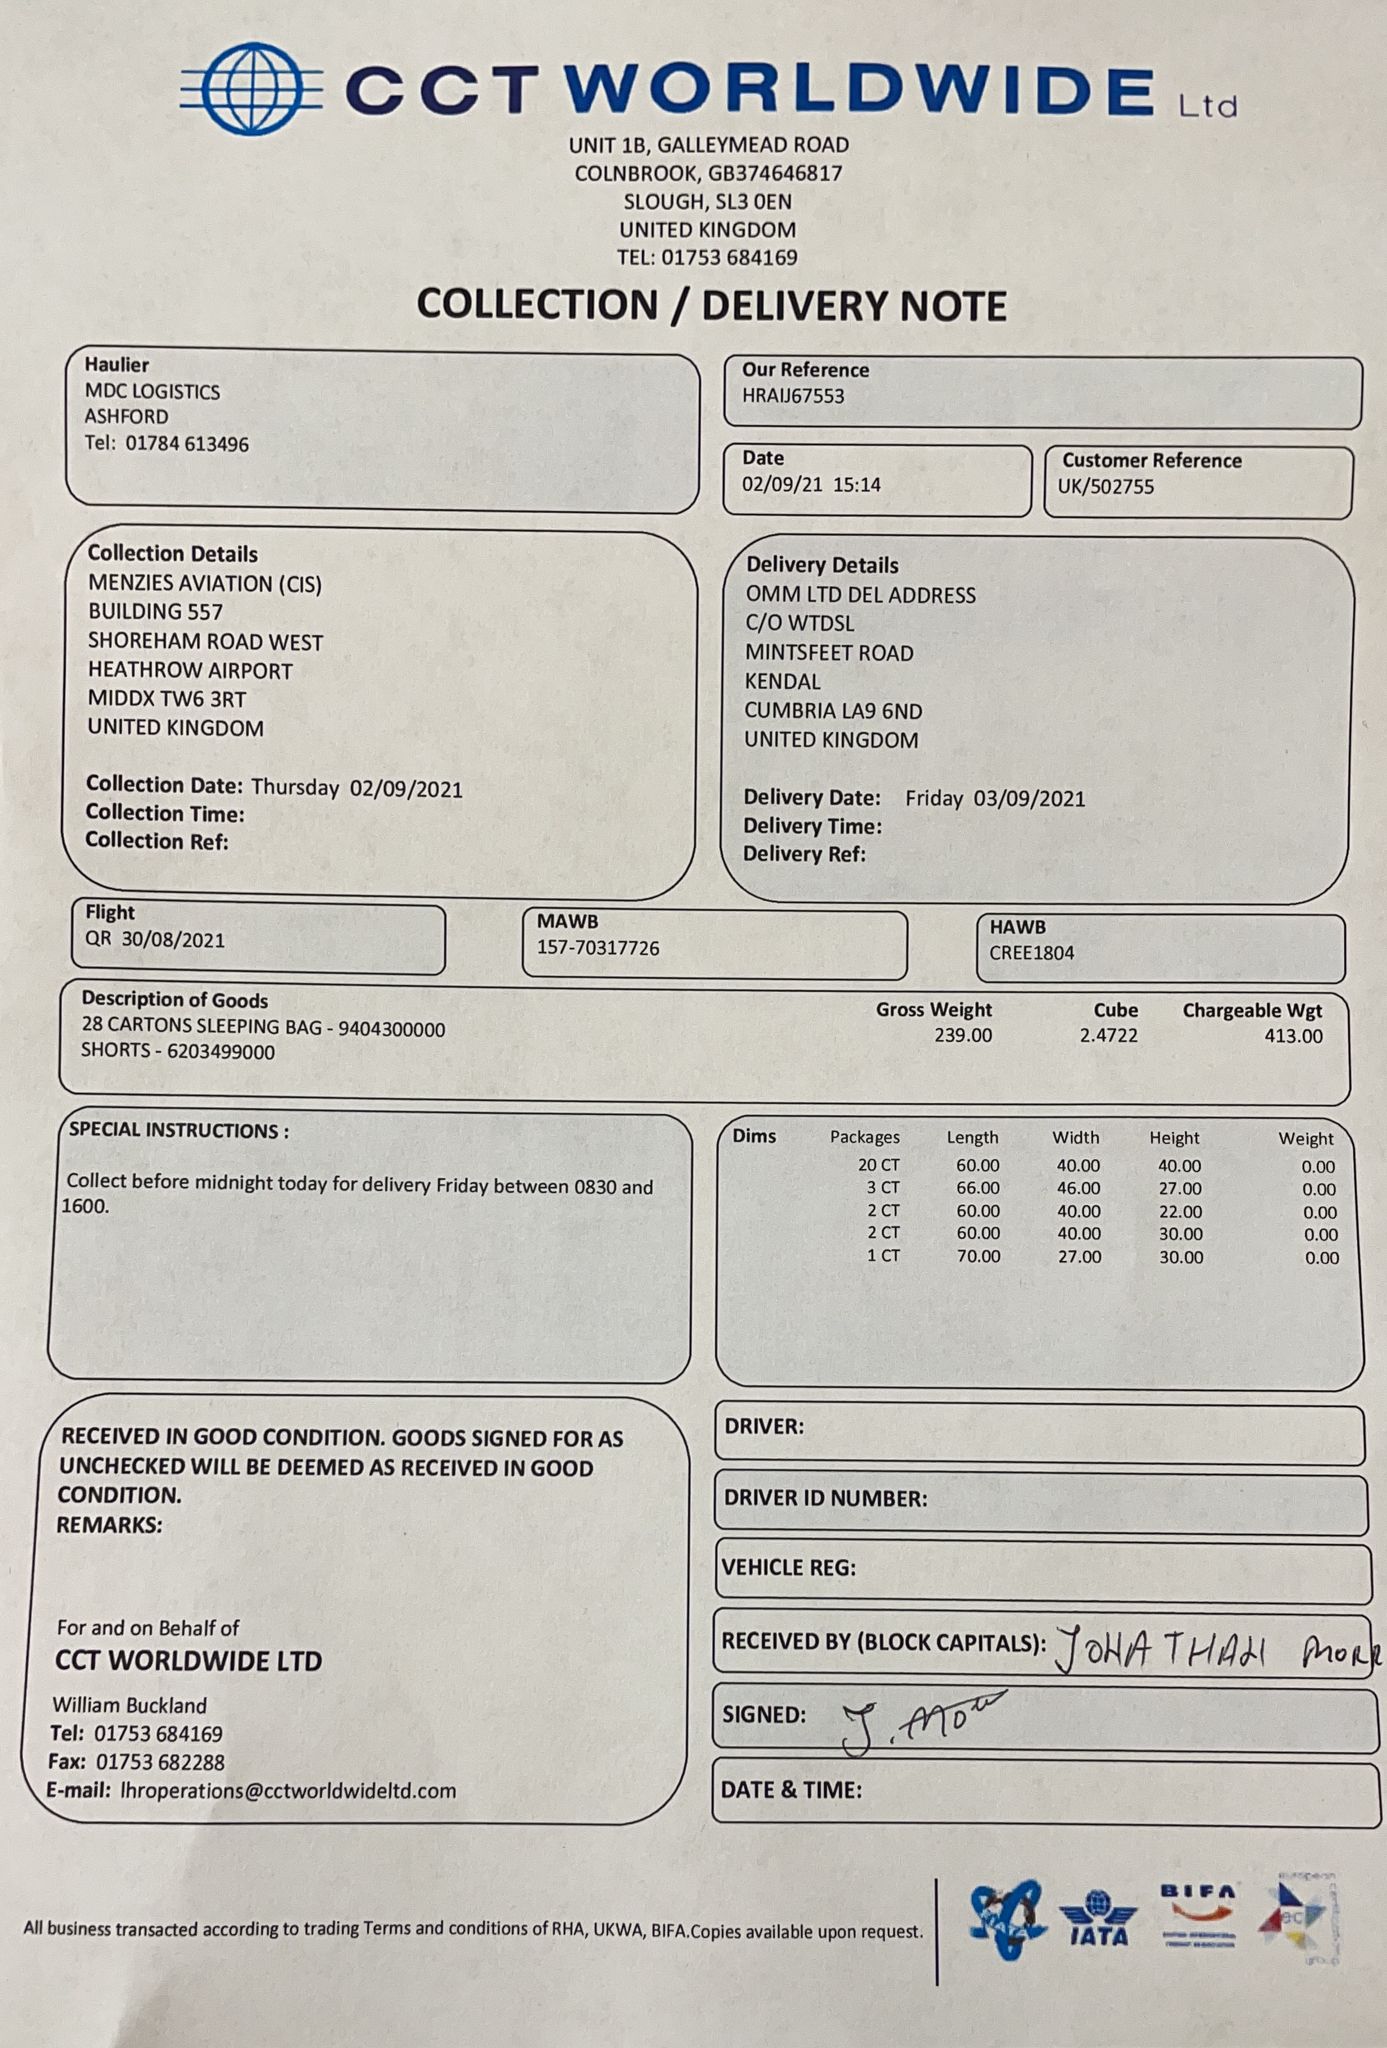 CCT WORLDWIDE Ltd
UNIT 1B, GALLEYMEAD ROAD
COLNBROOK, GB374646817
SLOUGH, SL3 0EN
UNITED KINGDOM
TEL: 01753 684169
COLLECTION / DELIVERY NOTE
Haulier
MDC LOGISTICS
ASHFORD
Tel: 01784 613496
Our Reference
HRAIJ67553
Date
02/09/21 15:14
Customer Reference
UK/502755
Collection Details
MENZIES AVIATION (CIS)
BUILDING 557
SHOREHAM ROAD WEST
HEATHROW AIRPORT
MIDDX TW6 3RT
UNITED KINGDOM
Collection Date: Thursday 02/09/2021
Collection Time:
Collection Ref:
Delivery Details
OMM LTD DEL ADDRESS
C/O WTDSL
MINTSFEET ROAD
KENDAL
CUMBRIA LA9 6ND
UNITED KINGDOM
Delivery Date: Friday 03/09/2021
Delivery Time:
Delivery Ref:
Flight
QR 30/08/2021
MAWB
157-70317726
HAWB
CREE1804
Description of Goods Gross Weight Cube Chargeable Wgt
28 CARTONS SLEEPING BAG - 9404300000 239.00 2.4722 413.00
SHORTS - 6203499000
SPECIAL INSTRUCTIONS :
Collect before midnight today for delivery Friday between 0830 and
1600.
Dims Packages Length Width Height Weight
20 CT 60.00 40.00 40.00 0.00
3 CT 66.00 46.00 27.00 0.00
2 CT 60.00 40.00 22.00 0.00
2 CT 60.00 40.00 30.00 0.00
1 CT 70.00 27.00 30.00 0.00
RECEIVED IN GOOD CONDITION. GOODS SIGNED FOR AS
UNCHECKED WILL BE DEEMED AS RECEIVED IN GOOD
CONDITION.
REMARKS:
For and on Behalf of
CCT WORLDWIDE LTD
William Buckland
Tel: 01753 684169
Fax: 01753 682288
E-mail: lhroperations@cctworldwideltd.com
DRIVER:
DRIVER ID NUMBER:
VEHICLE REG:
RECEIVED BY (BLOCK CAPITALS): JONATHAN MORR
SIGNED:
DATE & TIME:
All business transacted according to trading Terms and conditions of RHA, UKWA, BIFA.Copies available upon request.
IATA
BIFA